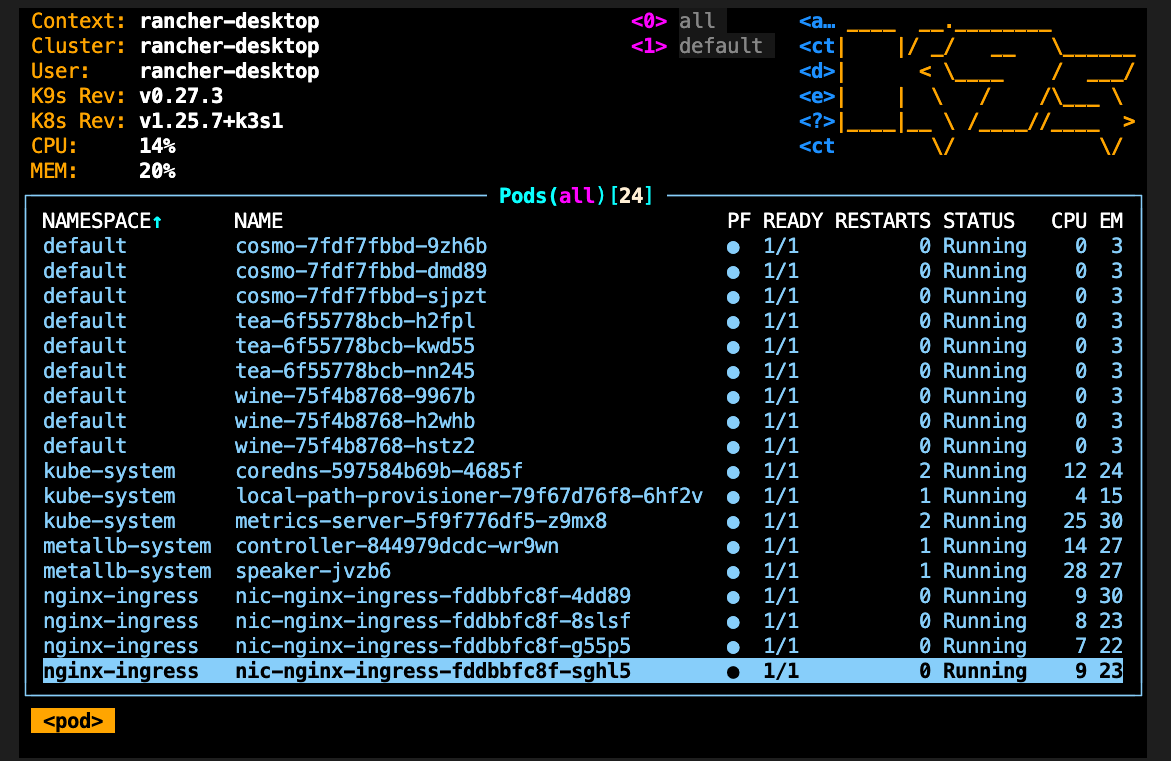 Context: rancher-desktop <0> all <a…
Cluster: rancher-desktop <1> default <ct
User: rancher-desktop <d>
K9s Rev: v0.27.3 <e>
K8s Rev: v1.25.7+k3s1 <?>
CPU: 14% <ct
MEM: 20%
Pods(all)[24]
NAMESPACE↑ NAME PF READY RESTARTS STATUS CPU EM
default cosmo-7fdf7fbbd-9zh6b ● 1/1 0 Running 0 3
default cosmo-7fdf7fbbd-dmd89 ● 1/1 0 Running 0 3
default cosmo-7fdf7fbbd-sjpzt ● 1/1 0 Running 0 3
default tea-6f55778bcb-h2fpl ● 1/1 0 Running 0 3
default tea-6f55778bcb-kwd55 ● 1/1 0 Running 0 3
default tea-6f55778bcb-nn245 ● 1/1 0 Running 0 3
default wine-75f4b8768-9967b ● 1/1 0 Running 0 3
default wine-75f4b8768-h2whb ● 1/1 0 Running 0 3
default wine-75f4b8768-hstz2 ● 1/1 0 Running 0 3
kube-system coredns-597584b69b-4685f ● 1/1 2 Running 12 24
kube-system local-path-provisioner-79f67d76f8-6hf2v ● 1/1 1 Running 4 15
kube-system metrics-server-5f9f776df5-z9mx8 ● 1/1 2 Running 25 30
metallb-system controller-844979dcdc-wr9wn ● 1/1 1 Running 14 27
metallb-system speaker-jvzb6 ● 1/1 1 Running 28 27
nginx-ingress nic-nginx-ingress-fddbbfc8f-4dd89 ● 1/1 0 Running 9 30
nginx-ingress nic-nginx-ingress-fddbbfc8f-8slsf ● 1/1 0 Running 8 23
nginx-ingress nic-nginx-ingress-fddbbfc8f-g55p5 ● 1/1 0 Running 7 22
nginx-ingress nic-nginx-ingress-fddbbfc8f-sghl5 ● 1/1 0 Running 9 23
<pod>